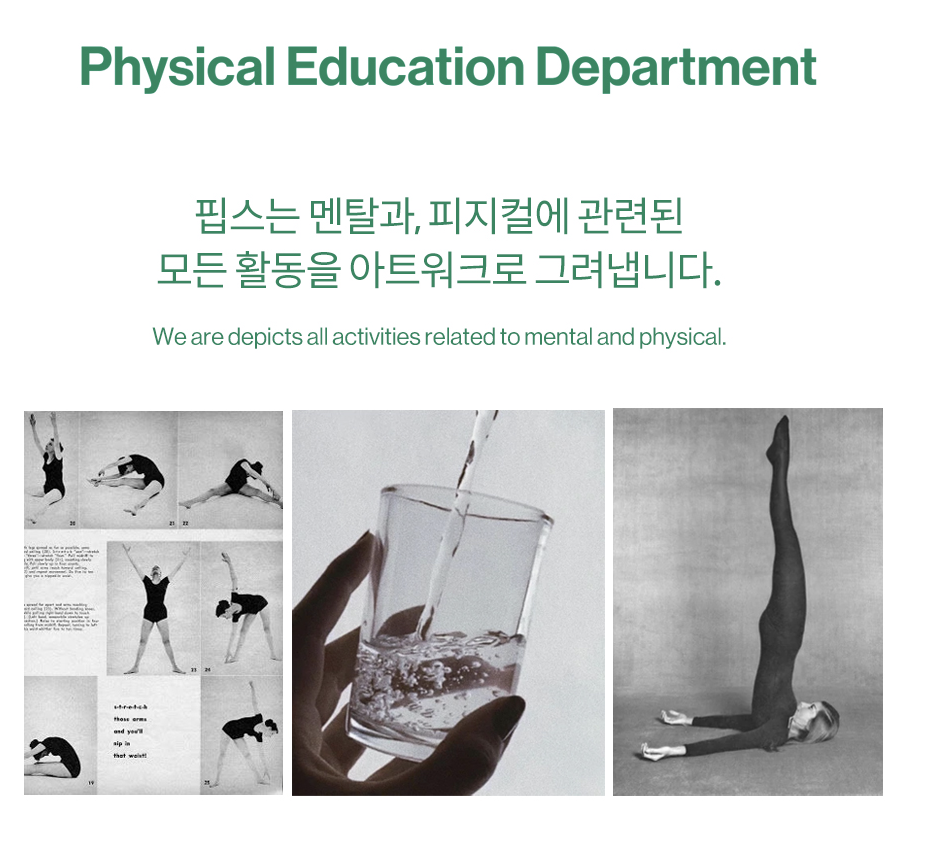 Physical Education Department
핍스는 멘탈과, 피지컬에 관련된
모든 활동을 아트워크로 그려냅니다.
We are depicts all activities related to mental and physical.
20
21
22
23
24
s-t-r-e-t-c-h
those arms
and you'll
nip in
that waist!
19
25